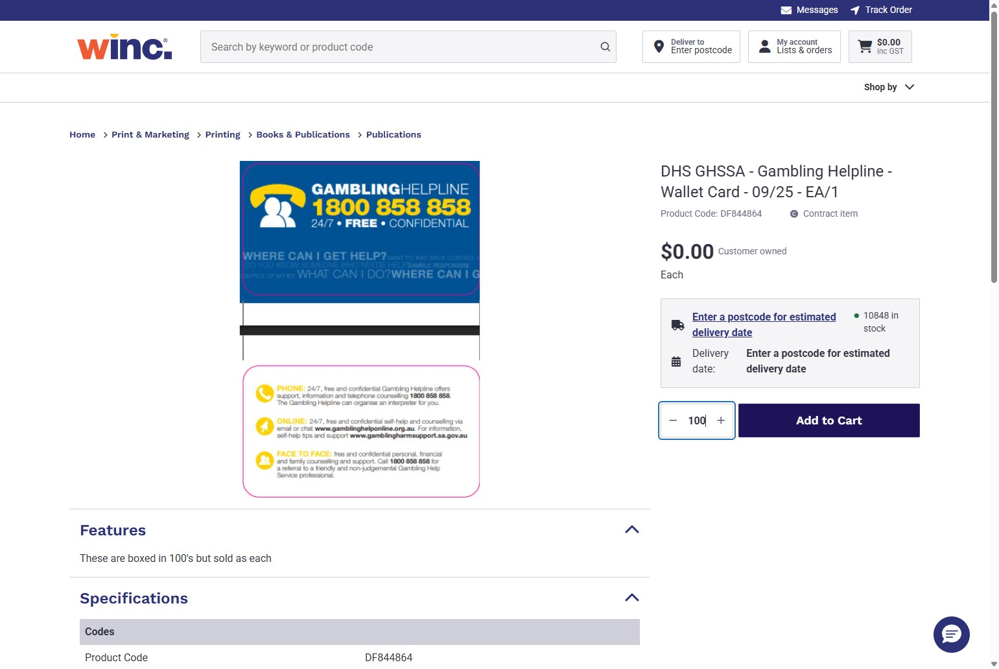 Messages
Track Order
winc.®
Search by keyword or product code
Deliver to
Enter postcode
My account
Lists & orders
$0.00
inc GST
Shop by
Home > Print & Marketing > Printing > Books & Publications > Publications
GAMBLINGHELPLINE
1800 858 858
24/7 • FREE • CONFIDENTIAL
WHERE CAN I GET HELP? WANT TO TAKE BACK CONTROL
DO YOU KNOW SOMEONE WHO NEEDS HELP? GAMBLE RESPONSIBLY
CONTROL OF MY LIFE WHAT CAN I DO? WHERE CAN I G
PHONE: 24/7, free and confidential Gambling Helpline offers
support, information and telephone counselling 1800 858 858.
The Gambling Helpline can organise an interpreter for you.
ONLINE: 24/7, free and confidential self-help and counselling via
email or chat www.gamblinghelponline.org.au. For information,
self-help tips and support www.gamblingharmsupport.sa.gov.au
FACE TO FACE: free and confidential personal, financial
and family counselling and support. Call 1800 858 858 for
a referral to a friendly and non-judgemental Gambling Help
Service professional.
DHS GHSSA - Gambling Helpline -
Wallet Card - 09/25 - EA/1
Product Code: DF844864
C Contract item
$0.00 Customer owned
Each
Enter a postcode for estimated
delivery date
10848 in
stock
Delivery
date:
Enter a postcode for estimated
delivery date
− 100 +
Add to Cart
Features
These are boxed in 100's but sold as each
Specifications
Codes
Product Code DF844864